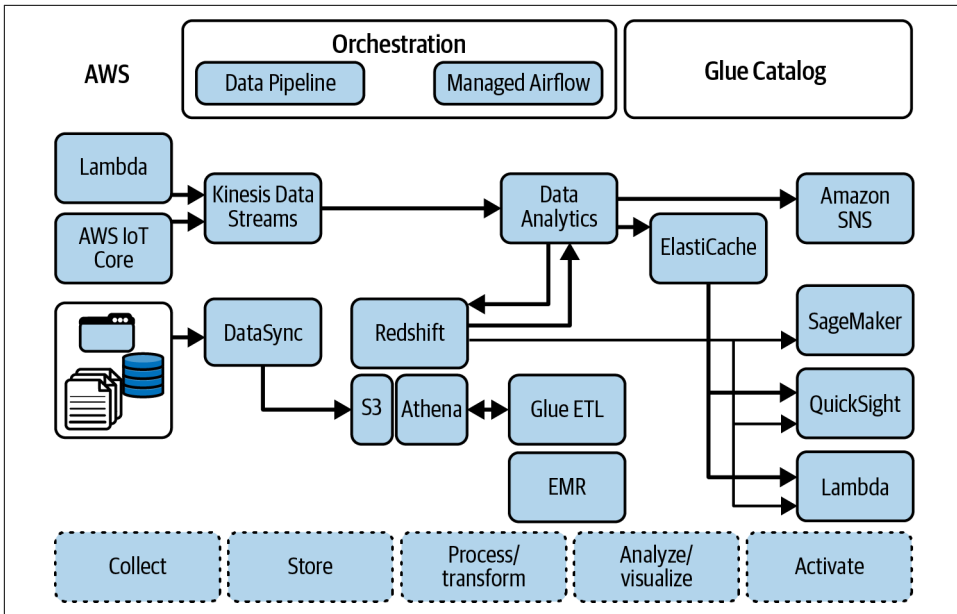 AWS
Orchestration
Data Pipeline
Managed Airflow
Glue Catalog
Lambda
AWS IoT
Core
Kinesis Data
Streams
Data
Analytics
Amazon
SNS
ElastiCache
DataSync
Redshift
SageMaker
S3
Athena
Glue ETL
QuickSight
EMR
Lambda
Collect
Store
Process/
transform
Analyze/
visualize
Activate